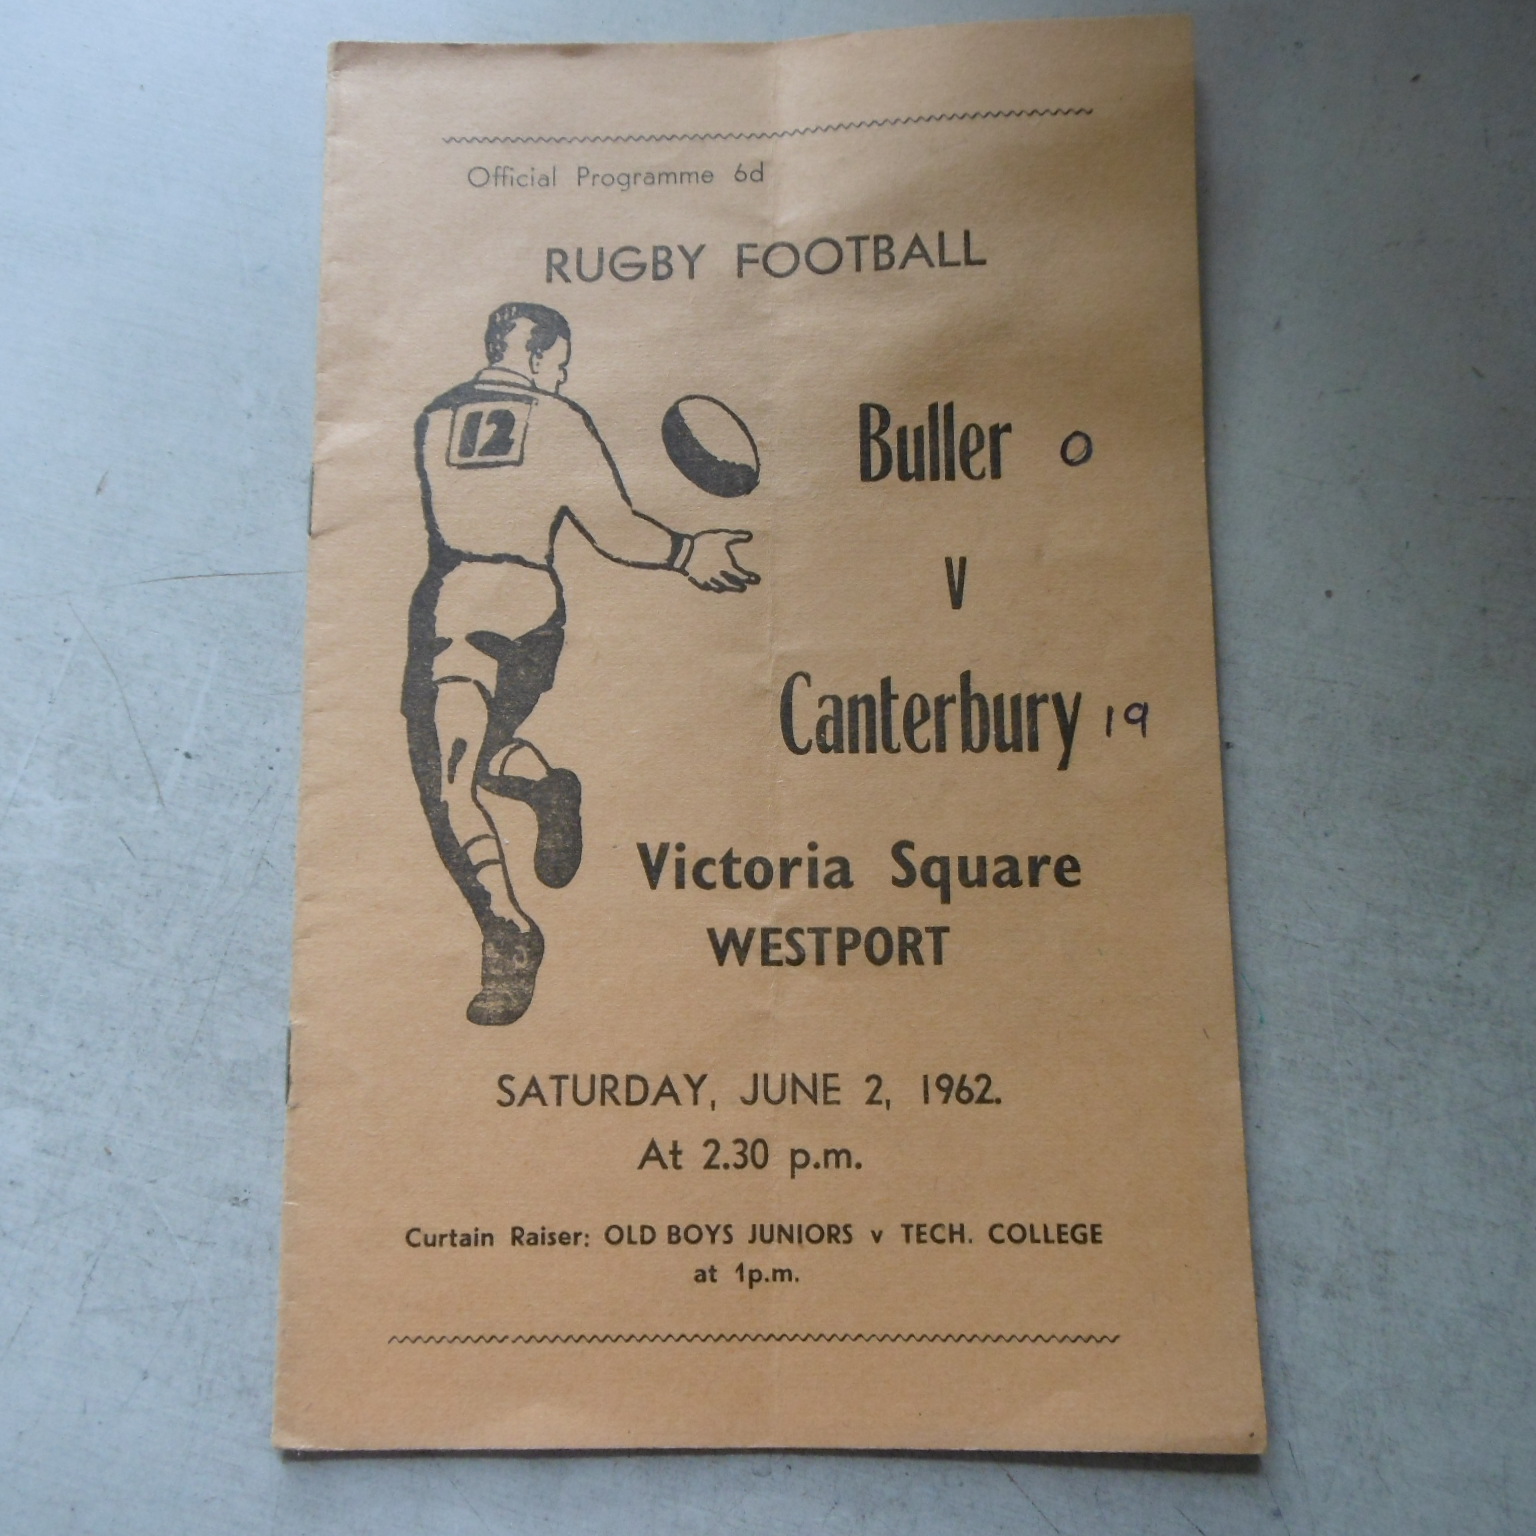 Official Programme 6d
RUGBY FOOTBALL
12
Buller 0
v
Canterbury 19
Victoria Square
WESTPORT
SATURDAY, JUNE 2, 1962.
At 2.30 p.m.
Curtain Raiser: OLD BOYS JUNIORS v TECH. COLLEGE
at 1p.m.